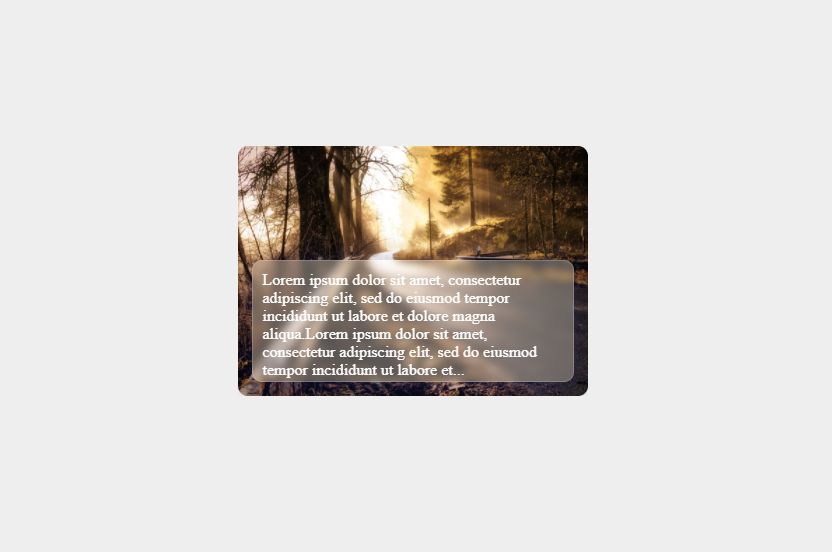 Lorem ipsum dolor sit amet, consectetur
adipiscing elit, sed do eiusmod tempor
incididunt ut labore et dolore magna
aliqua.Lorem ipsum dolor sit amet,
consectetur adipiscing elit, sed do eiusmod
tempor incididunt ut labore et...